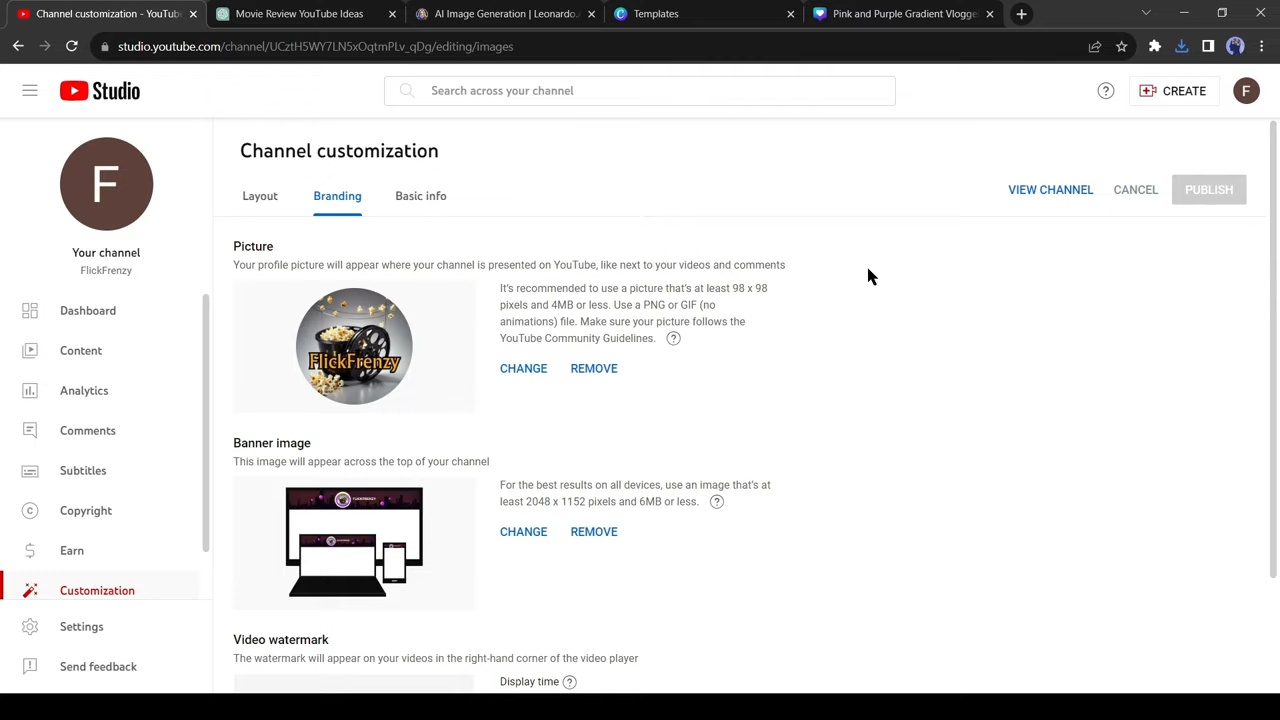 Channel customization - YouTube
Movie Review YouTube Ideas
AI Image Generation | Leonardo.
Templates
Pink and Purple Gradient Vlogge
studio.youtube.com/channel/UCztH5WY7LN5xOqtmPLv_qDg/editing/images
Studio
Search across your channel
CREATE
F
F
Your channel
FlickFrenzy
Dashboard
Content
Analytics
Comments
Subtitles
Copyright
Earn
Customization
Settings
Send feedback
Channel customization
Layout
Branding
Basic info
VIEW CHANNEL
CANCEL
PUBLISH
Picture
Your profile picture will appear where your channel is presented on YouTube, like next to your videos and comments
FlickFrenzy
It's recommended to use a picture that's at least 98 x 98
pixels and 4MB or less. Use a PNG or GIF (no
animations) file. Make sure your picture follows the
YouTube Community Guidelines.
CHANGE
REMOVE
Banner image
This image will appear across the top of your channel
FLICKFRENZY
For the best results on all devices, use an image that's at
least 2048 x 1152 pixels and 6MB or less.
CHANGE
REMOVE
Video watermark
The watermark will appear on your videos in the right-hand corner of the video player
Display time